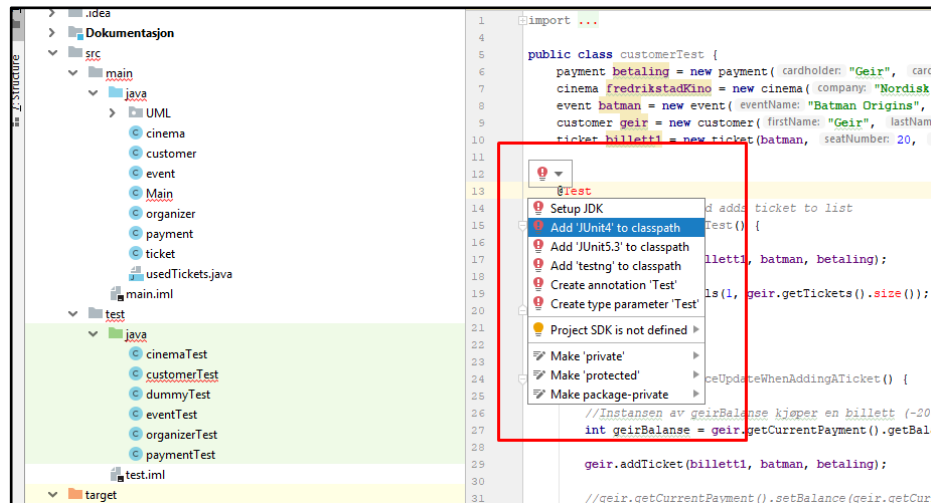 .idea
Dokumentasjon
src
main
java
UML
cinema
customer
event
Main
organizer
payment
ticket
usedTickets.java
main.iml
test
java
cinemaTest
customerTest
dummyTest
eventTest
organizerTest
paymentTest
test.iml
target
Z: Structure
1 import ...
4
5 public class customerTest {
6 payment betaling = new payment( cardholder: "Geir", card
7 cinema fredrikstadKino = new cinema( company: "Nordisk
8 event batman = new event( eventName: "Batman Origins",
9 customer geir = new customer( firstName: "Geir", lastNam
10 ticket billett1 = new ticket(batman, seatNumber: 20,
11
12
13 @Test
14 d adds ticket to list
15 Test() {
16
17 llett1, batman, betaling);
18
19 ls(1, geir.getTickets().size());
20
21
22
23
24 ceUpdateWhenAddingATicket() {
25
26 //Instansen av geirBalanse kjøper en billett (-20
27 int geirBalanse = geir.getCurrentPayment().getBala
28
29 geir.addTicket(billett1, batman, betaling);
30
31 //geir.getCurrentPayment().setBalance(geir.getCur
Setup JDK
Add 'JUnit4' to classpath
Add 'JUnit5.3' to classpath
Add 'testng' to classpath
Create annotation 'Test'
Create type parameter 'Test'
Project SDK is not defined
Make 'private'
Make 'protected'
Make package-private